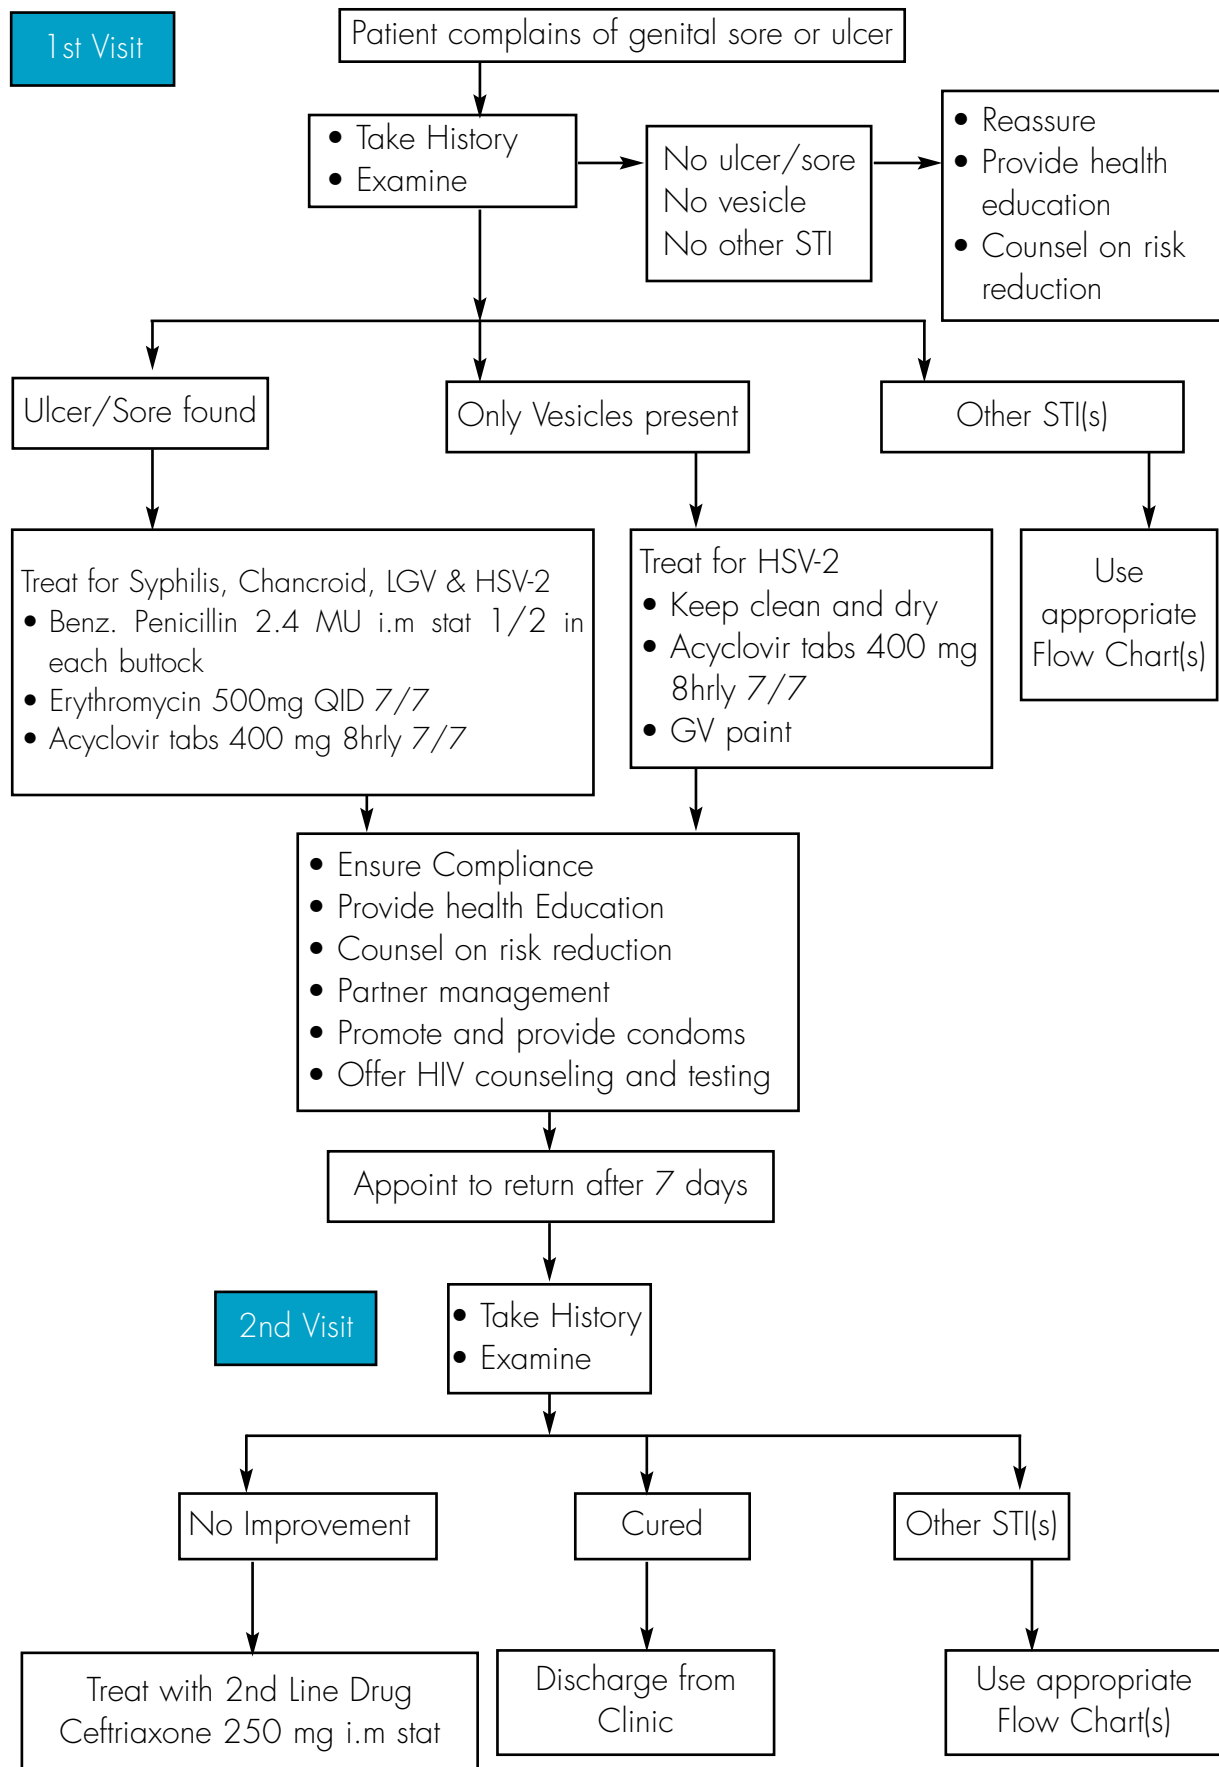 1st Visit
Patient complains of genital sore or ulcer
• Take History
• Examine
No ulcer/sore
No vesicle
No other STI
• Reassure
• Provide health
education
• Counsel on risk
reduction
Ulcer/Sore found
Only Vesicles present
Other STI(s)
Treat for Syphilis, Chancroid, LGV & HSV-2
• Benz. Penicillin 2.4 MU i.m stat 1/2 in
each buttock
• Erythromycin 500mg QID 7/7
• Acyclovir tabs 400 mg 8hrly 7/7
Treat for HSV-2
• Keep clean and dry
• Acyclovir tabs 400 mg
8hrly 7/7
• GV paint
Use
appropriate
Flow Chart(s)
• Ensure Compliance
• Provide health Education
• Counsel on risk reduction
• Partner management
• Promote and provide condoms
• Offer HIV counseling and testing
Appoint to return after 7 days
2nd Visit
• Take History
• Examine
No Improvement
Cured
Other STI(s)
Treat with 2nd Line Drug
Ceftriaxone 250 mg i.m stat
Discharge from
Clinic
Use appropriate
Flow Chart(s)